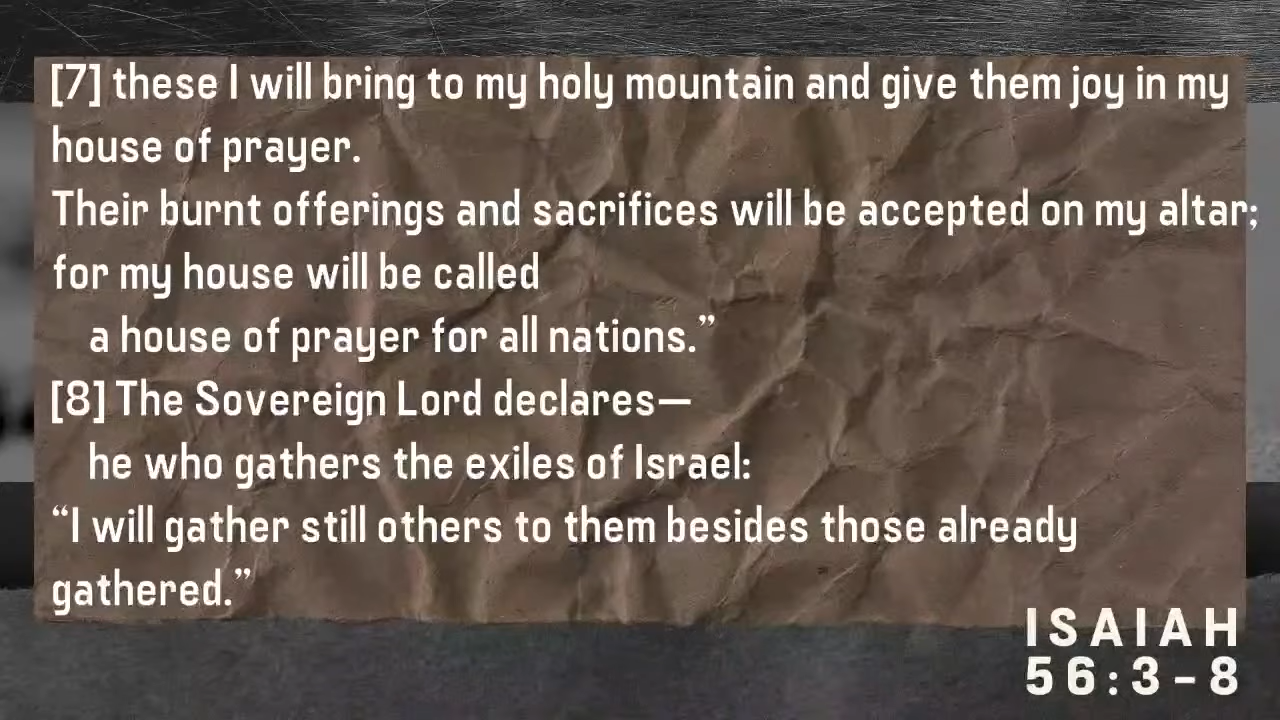 [7] these I will bring to my holy mountain and give them joy in my
house of prayer.
Their burnt offerings and sacrifices will be accepted on my altar;
for my house will be called
a house of prayer for all nations.”
[8] The Sovereign Lord declares—
he who gathers the exiles of Israel:
“I will gather still others to them besides those already
gathered.”
ISAIAH
56:3-8